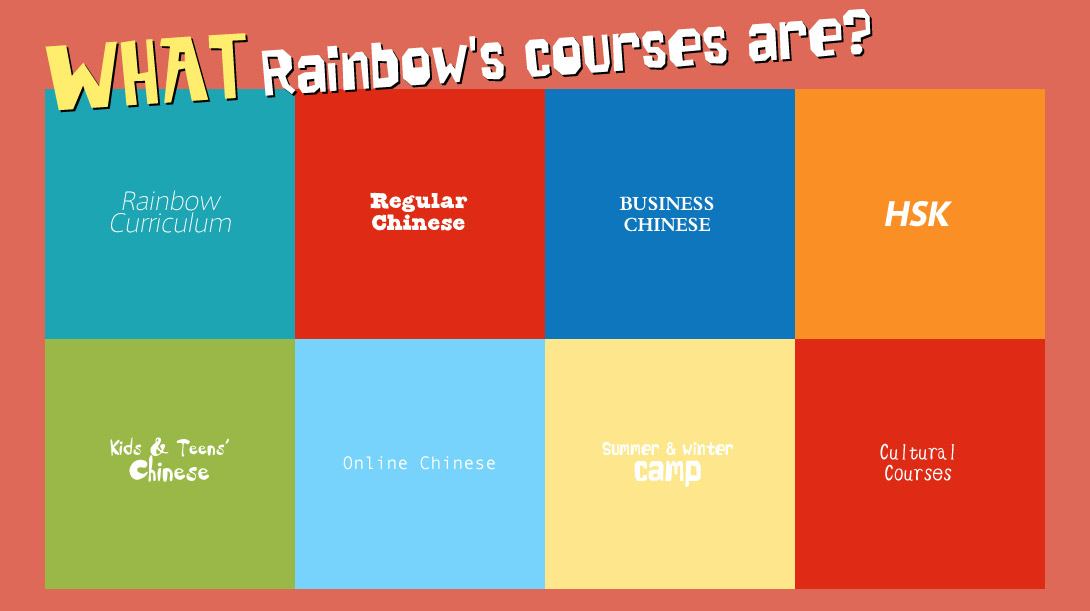 WHAT Rainbow's courses are?
Rainbow
Curriculum
Regular
Chinese
BUSINESS
CHINESE
HSK
Kids & Teens'
Chinese
Online Chinese
Summer & Winter
camp
Cultural
Courses